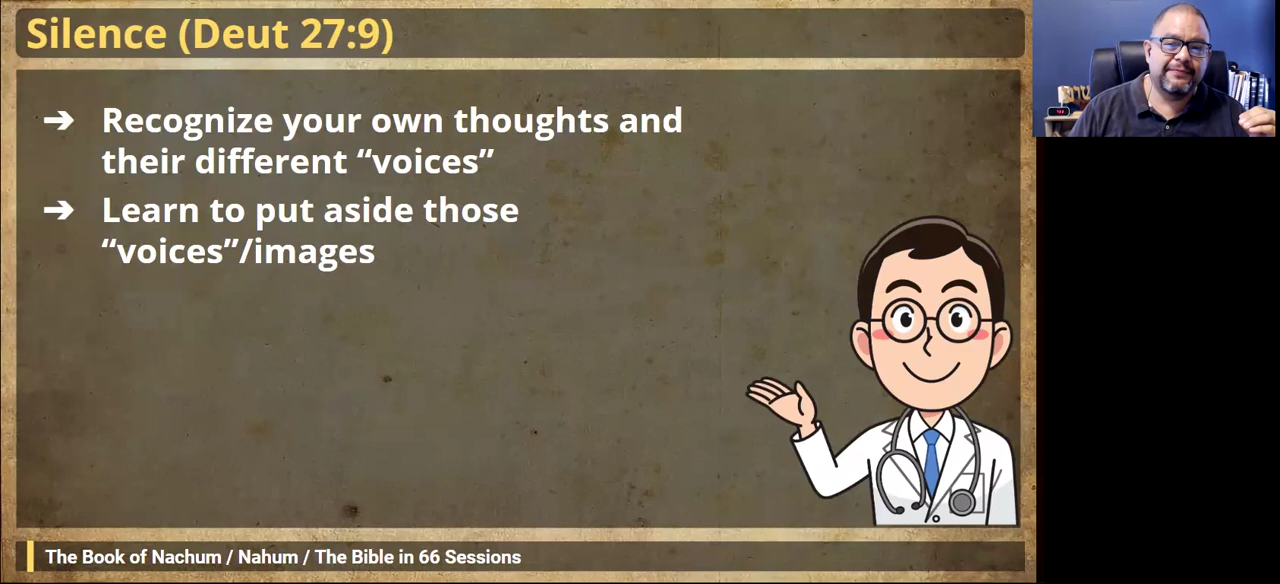 Silence (Deut 27:9)
➔ Recognize your own thoughts and
their different “voices”
➔ Learn to put aside those
“voices”/images
The Book of Nachum / Nahum / The Bible in 66 Sessions